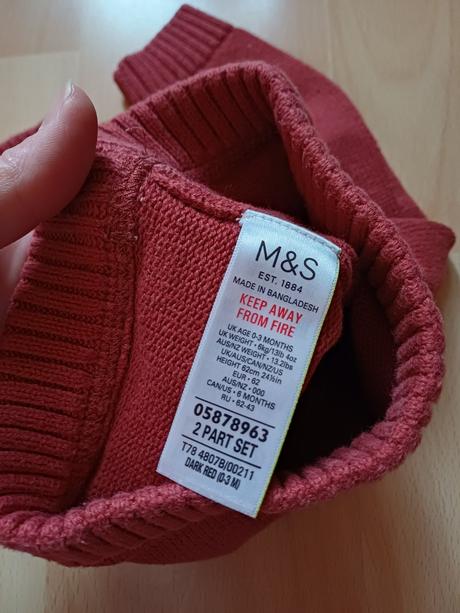 M&S
EST. 1884
MADE IN BANGLADESH
KEEP AWAY
FROM FIRE
UK AGE 0-3 MONTHS
UK WEIGHT • 6kg/13lb 4oz
AUS/NZ WEIGHT • 13.2lbs
UK/AUS/CAN/NZ/US
HEIGHT 62cm 24½in
EUR • 62
AUS/NZ • 000
CAN/US • 6 MONTHS
RU • 62-43
05878963
2 PART SET
T78 4807B/00211
DARK RED (0-3 M)